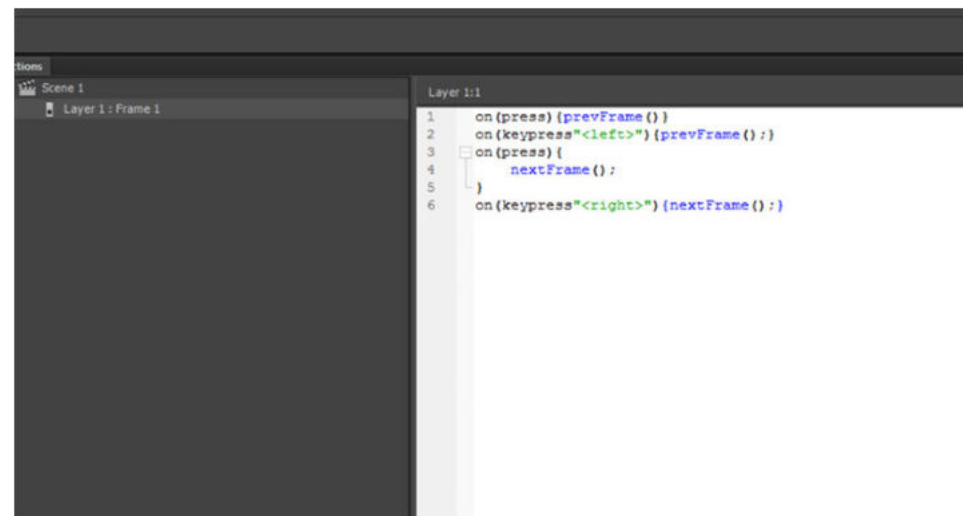 ctions
Scene 1
Layer 1 : Frame 1
Layer 1:1
1 on(press){prevFrame()}
2 on(keypress"<left>"){prevFrame();}
3 on(press){
4 nextFrame();
5 }
6 on(keypress"<right>"){nextFrame();}